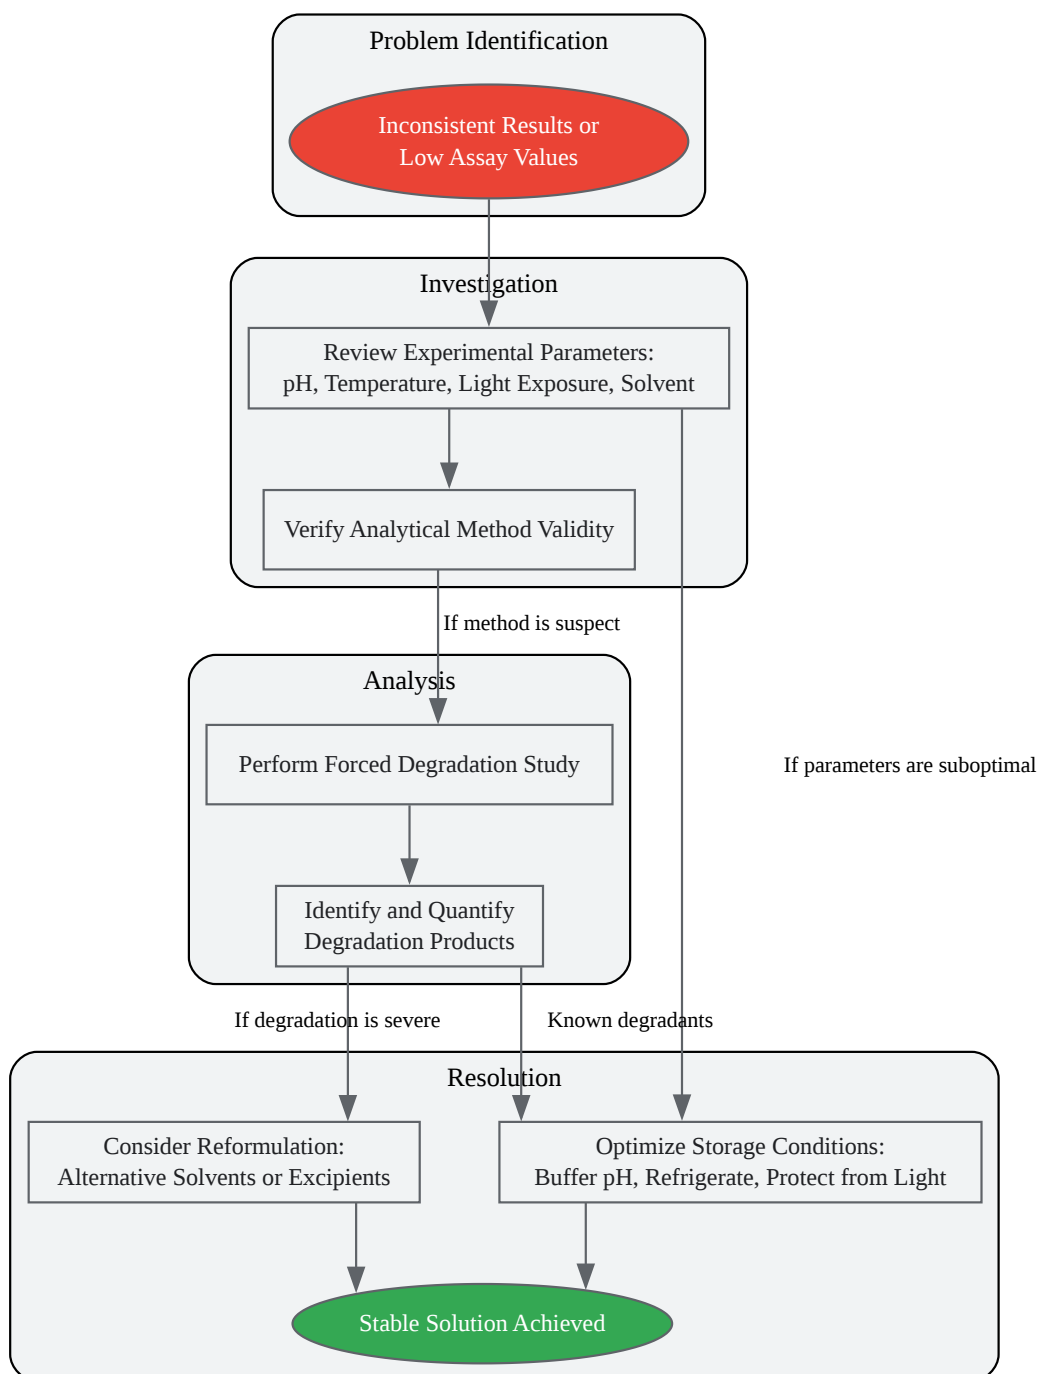 Problem Identification
Inconsistent Results or
Low Assay Values
Investigation
Review Experimental Parameters:
pH, Temperature, Light Exposure, Solvent
Verify Analytical Method Validity
If method is suspect
Analysis
Perform Forced Degradation Study
If parameters are suboptimal
Identify and Quantify
Degradation Products
If degradation is severe
Known degradants
Resolution
Consider Reformulation:
Alternative Solvents or Excipients
Optimize Storage Conditions:
Buffer pH, Refrigerate, Protect from Light
Stable Solution Achieved